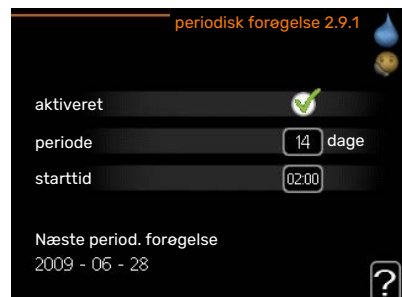 periodisk forøgelse 2.9.1
aktiveret
periode 14 dage
starttid 02:00
Næste period. forøgelse
2009 - 06 - 28
?